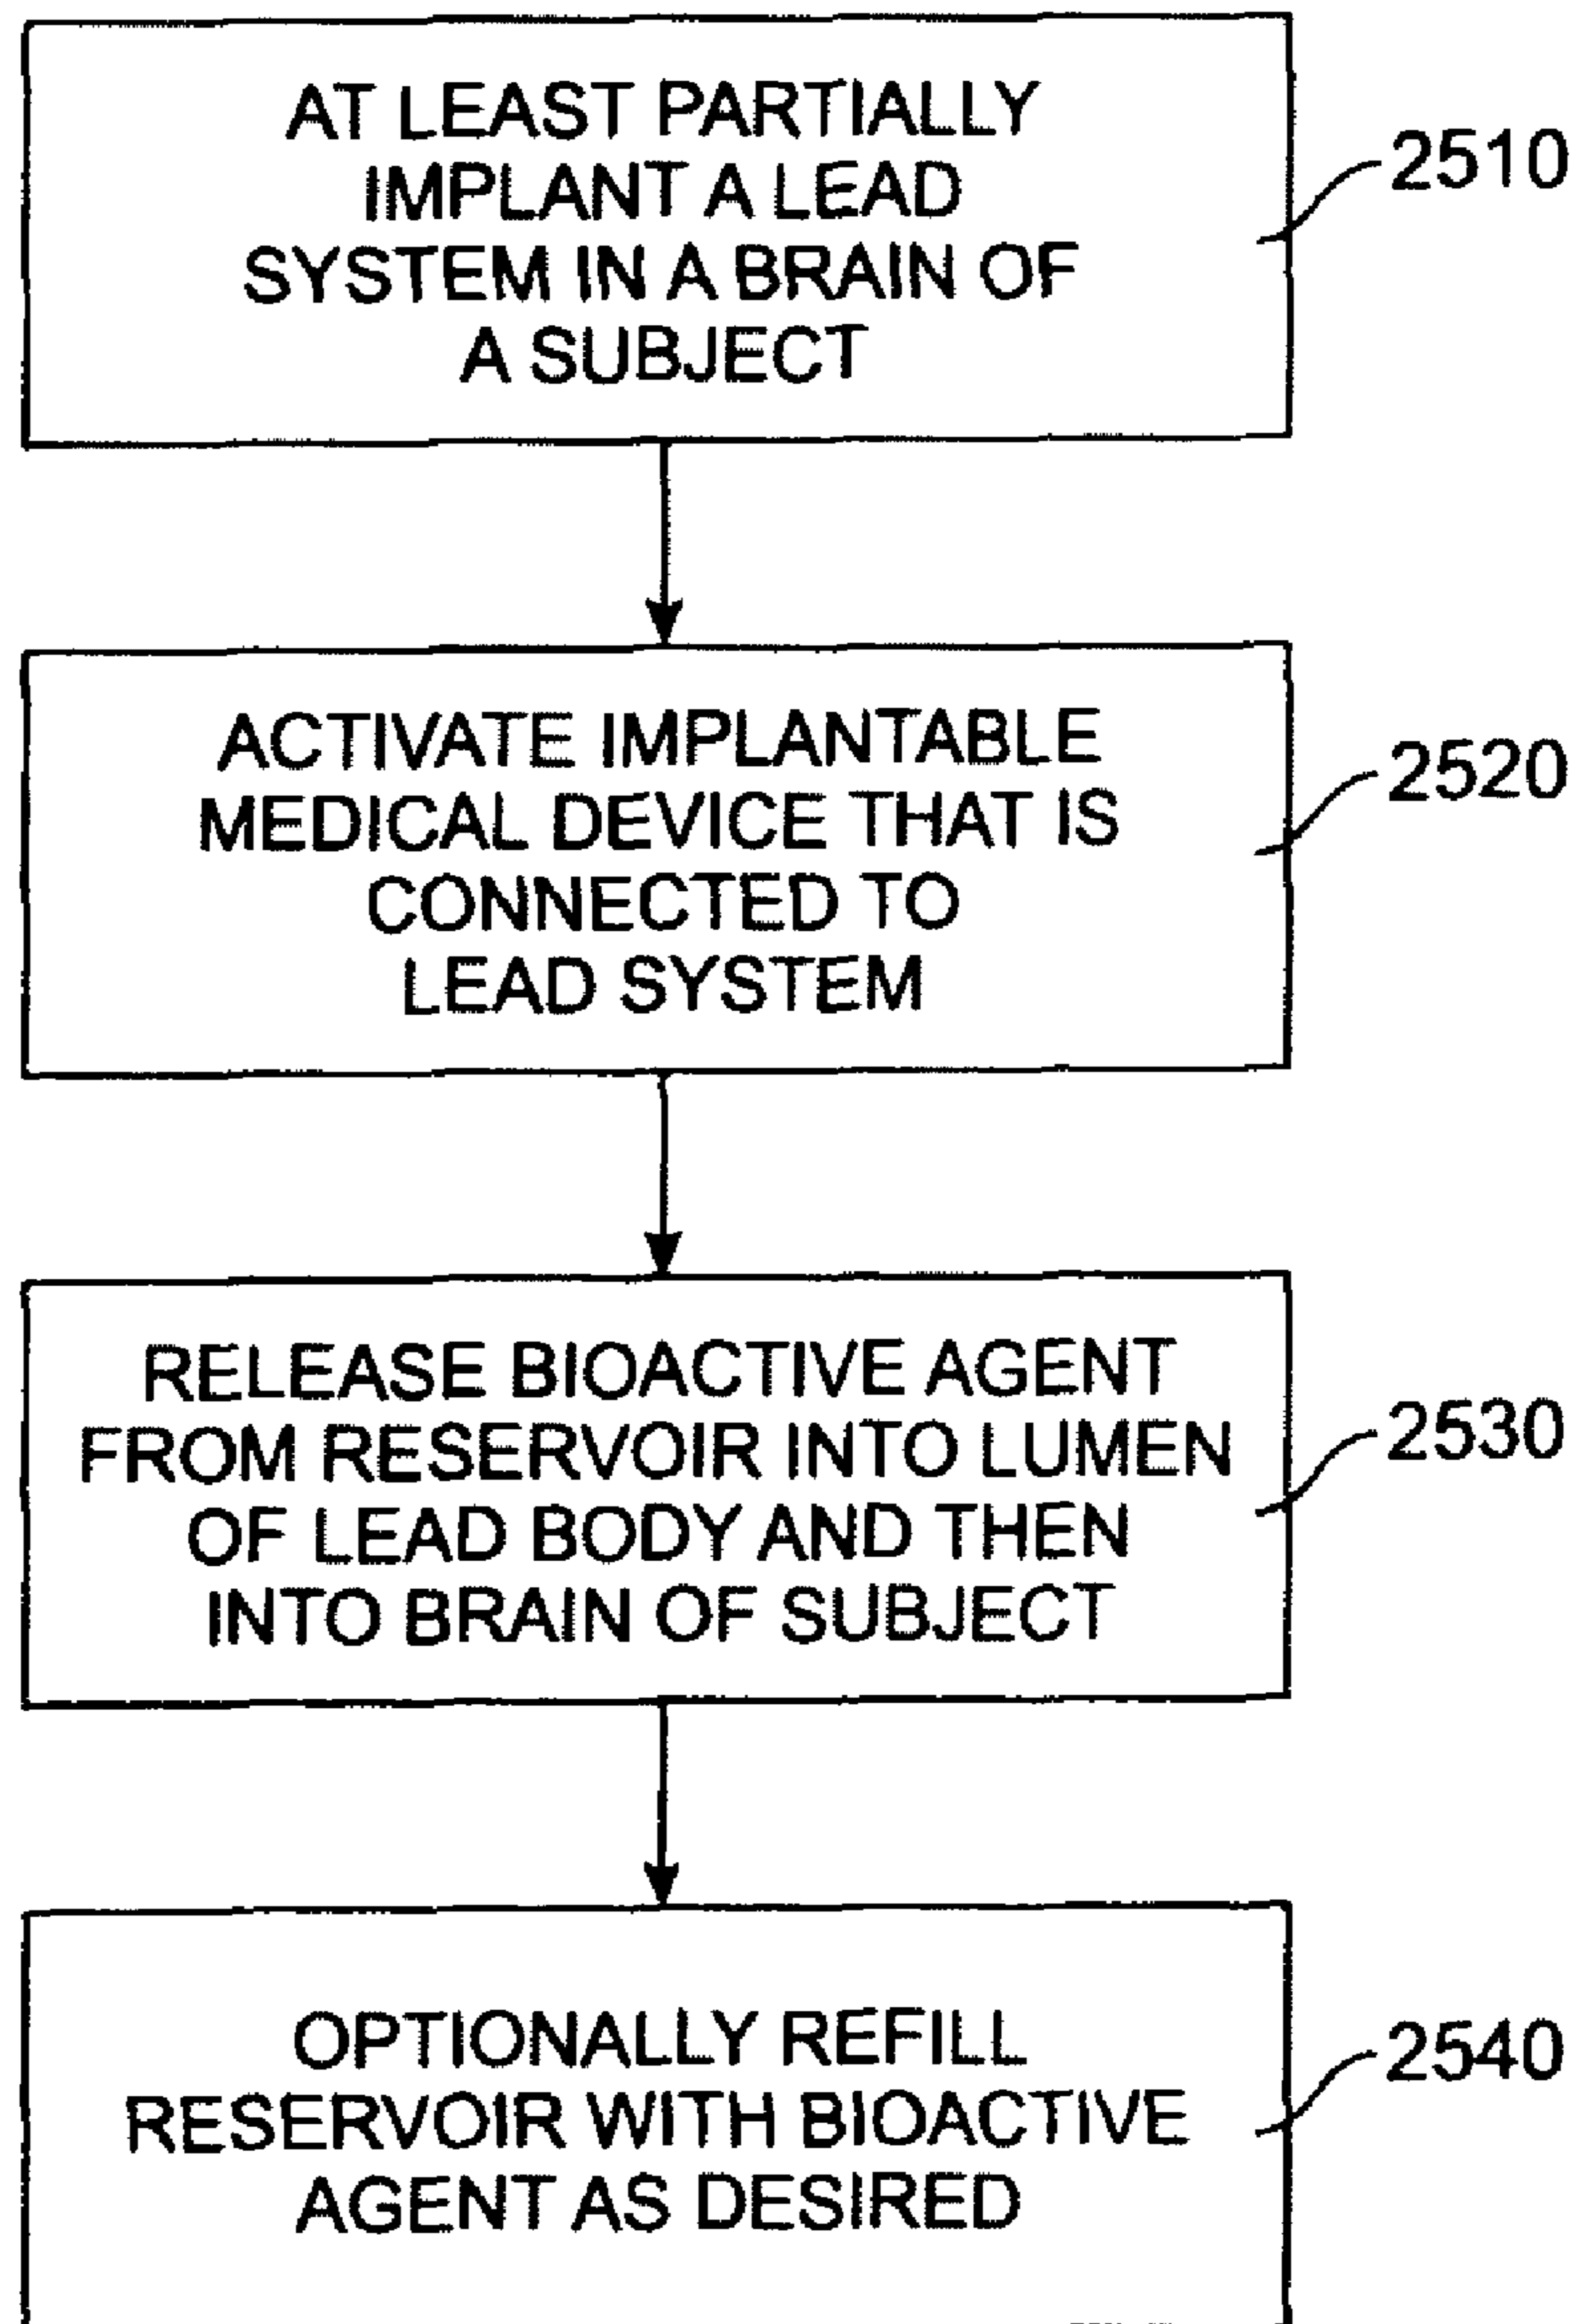 AT LEAST PARTIALLY
IMPLANT A LEAD
SYSTEM IN A BRAIN OF
A SUBJECT
2510
ACTIVATE IMPLANTABLE
MEDICAL DEVICE THAT IS
CONNECTED TO
LEAD SYSTEM
2520
RELEASE BIOACTIVE AGENT
FROM RESERVOIR INTO LUMEN
OF LEAD BODY AND THEN
INTO BRAIN OF SUBJECT
2530
OPTIONALLY REFILL
RESERVOIR WITH BIOACTIVE
AGENT AS DESIRED
2540